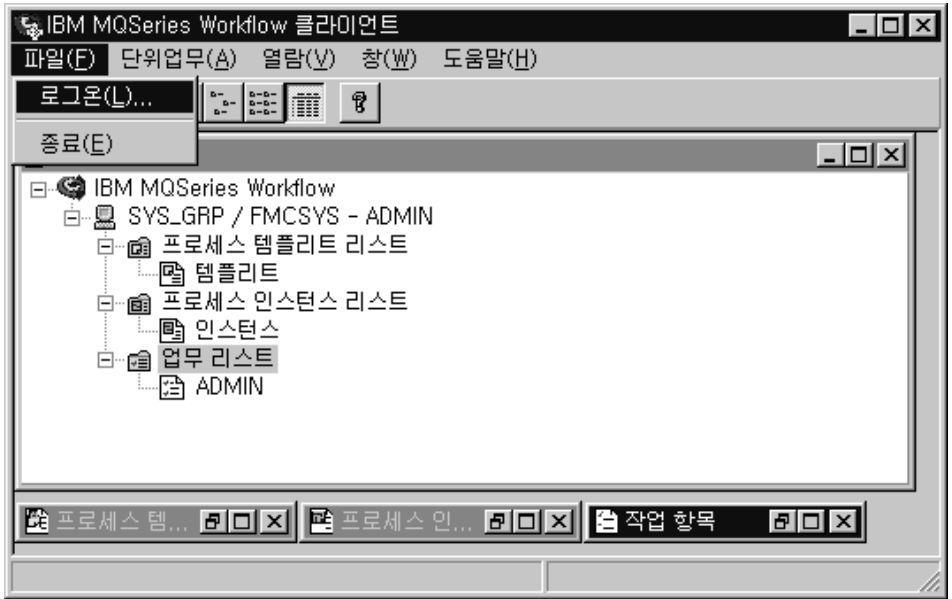 IBM MQSeries Workflow 클라이언트
파일(F) 단위업무(A) 열람(V) 창(W) 도움말(H)
로그온(L)...
종료(E)
IBM MQSeries Workflow
SYS_GRP / FMCSYS - ADMIN
프로세스 템플리트 리스트
템플리트
프로세스 인스턴스 리스트
인스턴스
업무 리스트
ADMIN
프로세스 템... 프로세스 인... 작업 항목